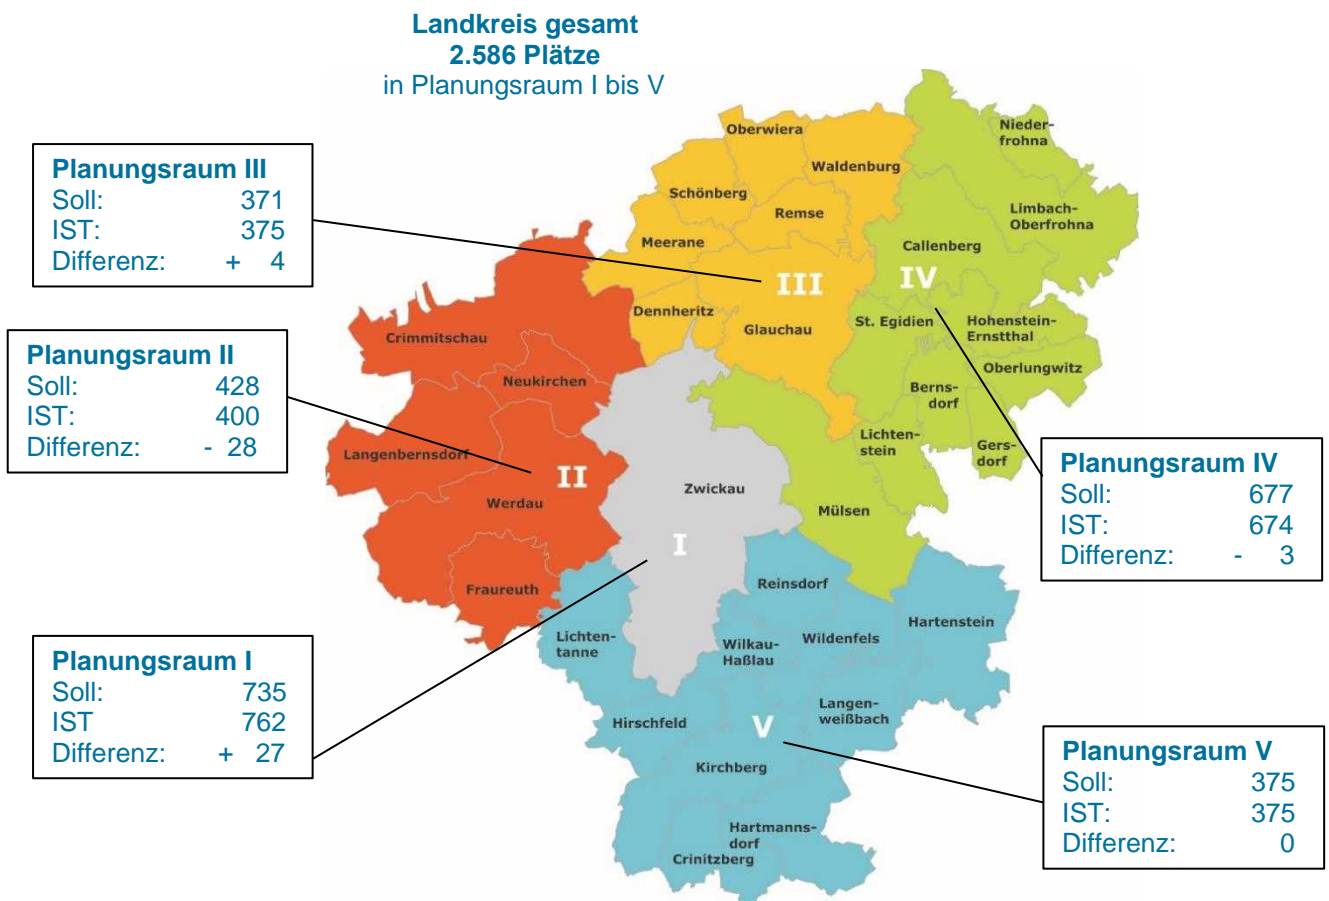 Landkreis gesamt
2.586 Plätze
in Planungsraum I bis V
Planungsraum III
Soll: 371
IST: 375
Differenz: + 4
Planungsraum II
Soll: 428
IST: 400
Differenz: - 28
Planungsraum I
Soll: 735
IST 762
Differenz: + 27
Planungsraum IV
Soll: 677
IST: 674
Differenz: - 3
Planungsraum V
Soll: 375
IST: 375
Differenz: 0
Oberwiera
Waldenburg
Schönberg
Remse
Meerane
III
Dennheritz
Glauchau
Nieder-
frohna
Limbach-
Oberfrohna
Callenberg
IV
St. Egidien
Hohenstein-
Ernstthal
Oberlungwitz
Berns-
dorf
Lichten-
stein
Gers-
dorf
Mülsen
Crimmitschau
Neukirchen
Langenbernsdorf
II
Werdau
Fraureuth
Zwickau
I
Reinsdorf
Hartenstein
Lichten-
tanne
Wilkau-
Haßlau
Wildenfels
Langen-
weißbach
Hirschfeld
V
Kirchberg
Hartmanns-
dorf
Crinitzberg